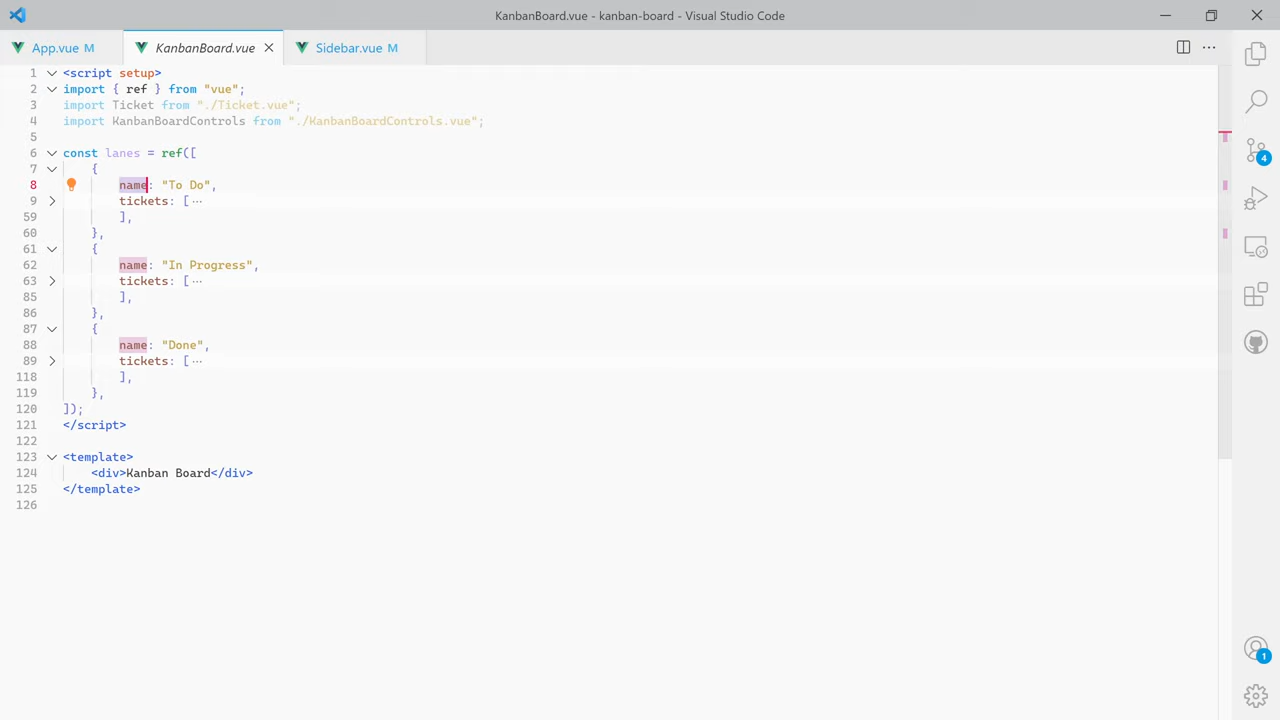 KanbanBoard.vue - kanban-board - Visual Studio Code
App.vue M KanbanBoard.vue Sidebar.vue M
1 <script setup>
2 import { ref } from "vue";
3 import Ticket from "./Ticket.vue";
4 import KanbanBoardControls from "./KanbanBoardControls.vue";
5
6 const lanes = ref([
7 {
8 name: "To Do",
9 tickets: [ ···
59 ],
60 },
61 {
62 name: "In Progress",
63 tickets: [ ···
85 ],
86 },
87 {
88 name: "Done",
89 tickets: [ ···
118 ],
119 },
120 ]);
121 </script>
122
123 <template>
124 <div>Kanban Board</div>
125 </template>
126
4
1